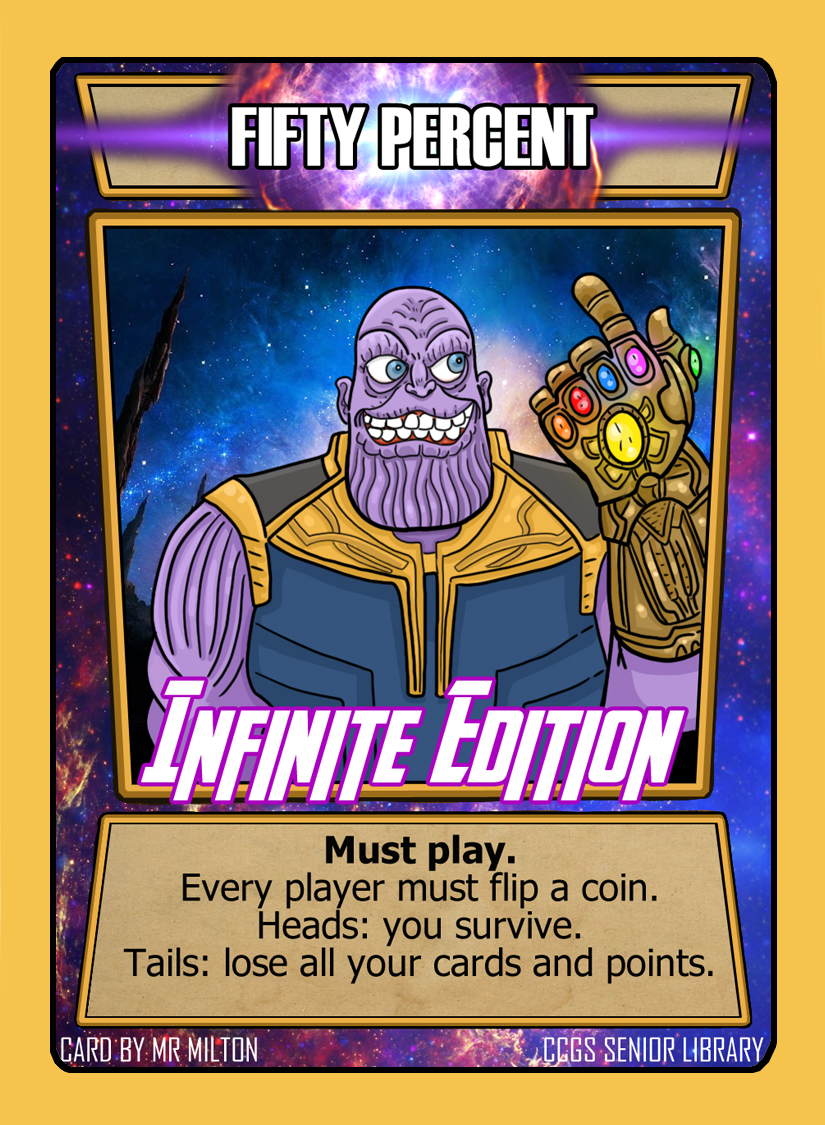 FIFTY PERCENT
INFINITE EDITION
Must play.
Every player must flip a coin.
Heads: you survive.
Tails: lose all your cards and points.
CARD BY MR MILTON
CCGS SENIOR LIBRARY